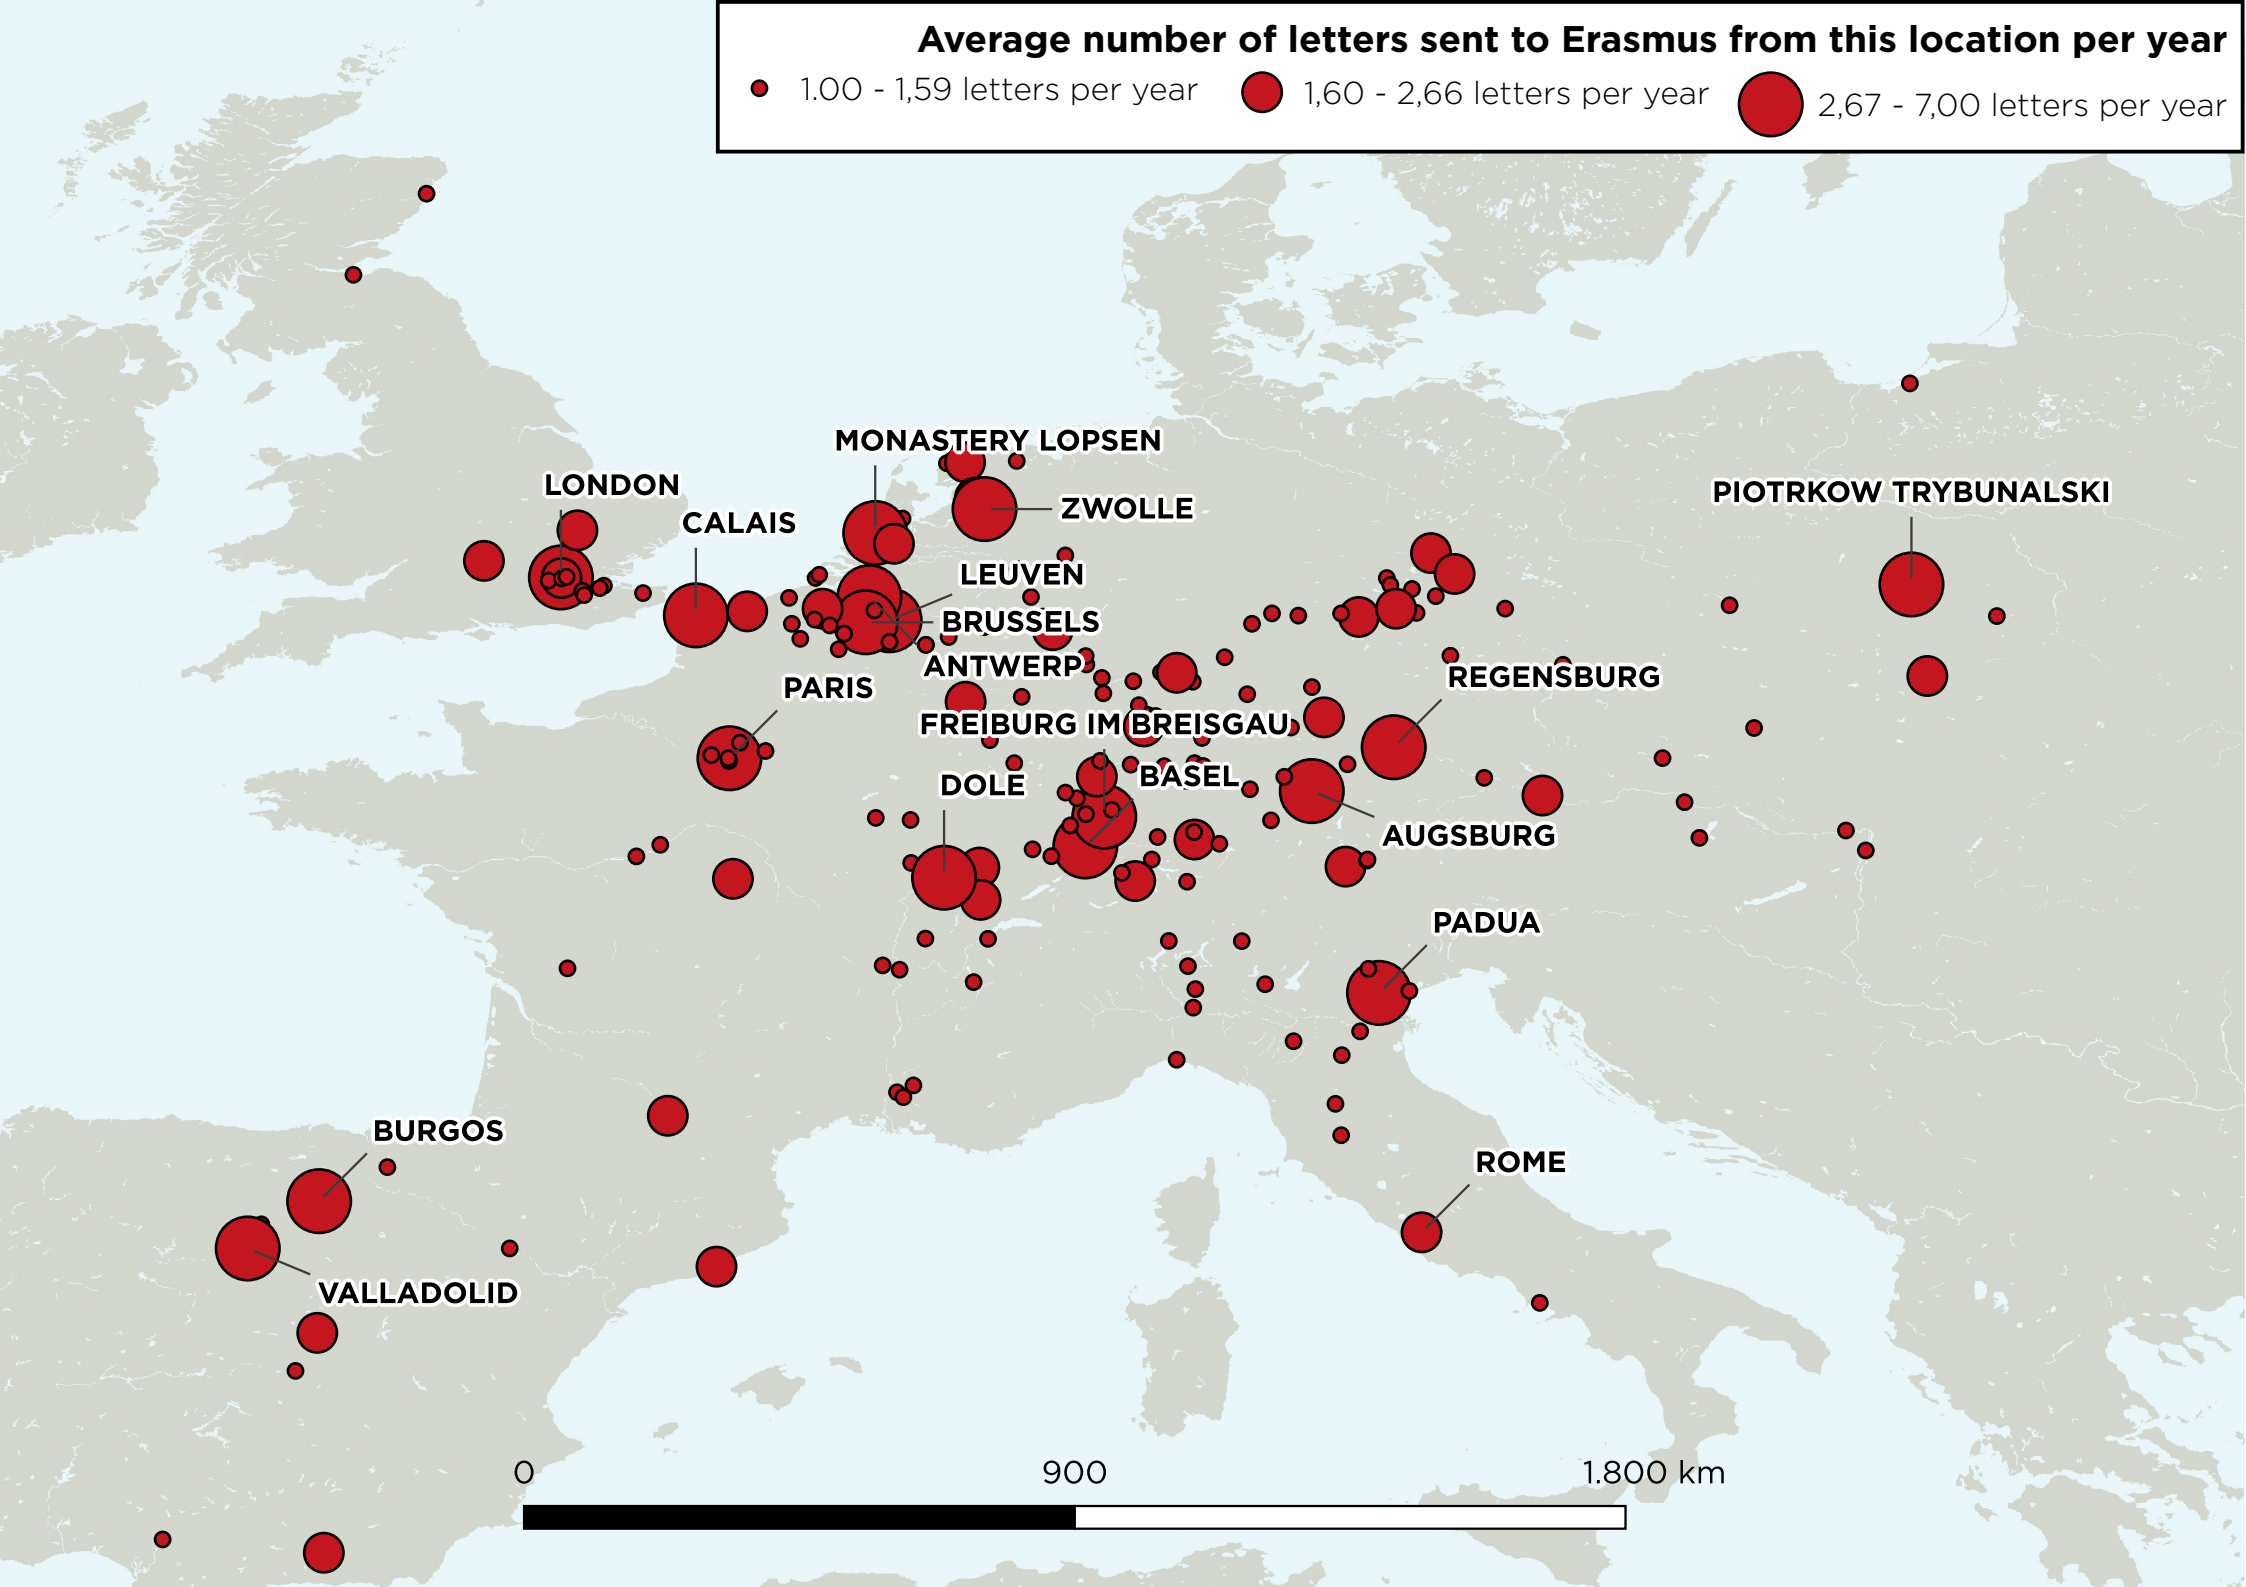 Average number of letters sent to Erasmus from this location per year
1.00 - 1,59 letters per year
1,60 - 2,66 letters per year
2,67 - 7,00 letters per year
MONASTERY LOPSEN
LONDON
PIOTRKOW TRYBUNALSKI
ZWOLLE
CALAIS
LEUVEN
BRUSSELS
ANTWERP
REGENSBURG
PARIS
FREIBURG IM BREISGAU
BASEL
DOLE
AUGSBURG
PADUA
BURGOS
ROME
VALLADOLID
0 900 1.800 km